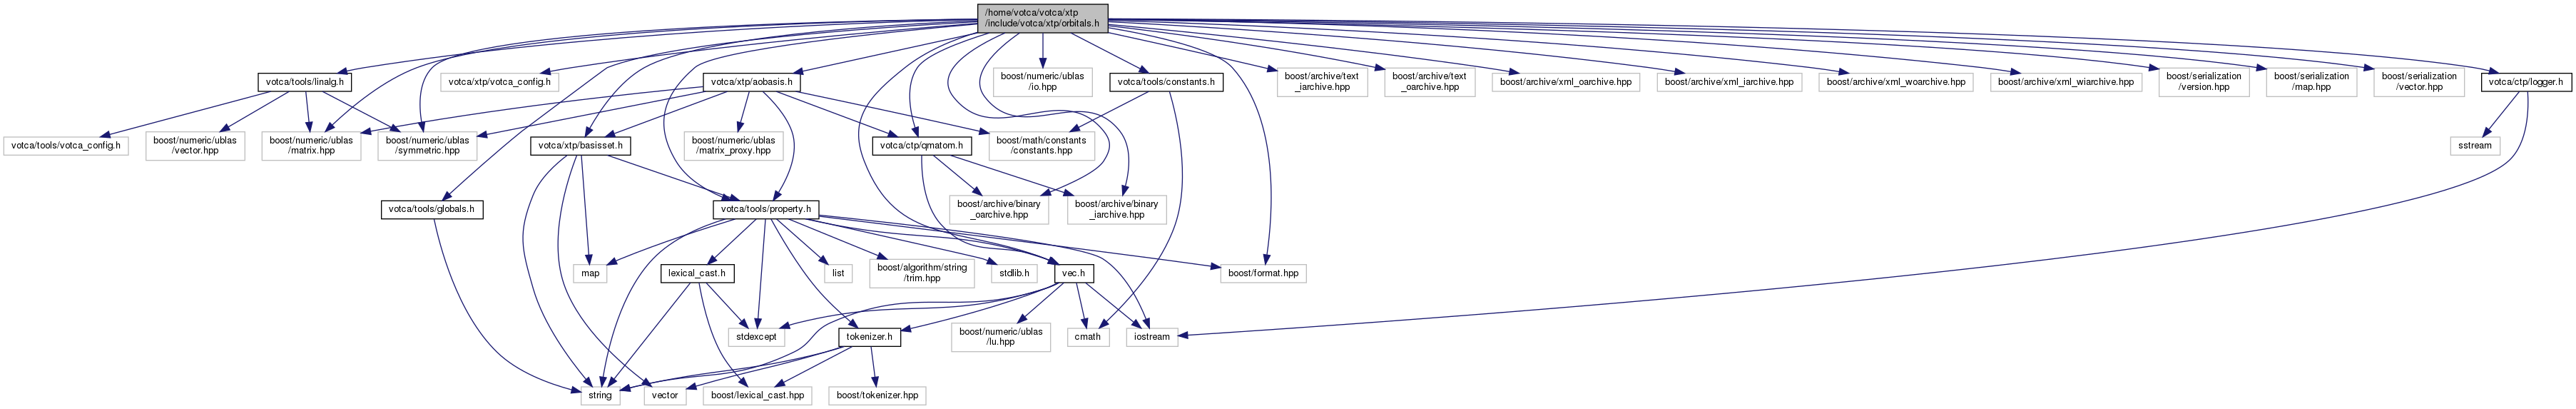 /home/votca/votca/xtp
/include/votca/xtp/orbitals.h
votca/tools/linalg.h
votca/xtp/votca_config.h
votca/xtp/aobasis.h
boost/numeric/ublas
/io.hpp
votca/tools/constants.h
boost/archive/text
_iarchive.hpp
boost/archive/text
_oarchive.hpp
boost/archive/xml_oarchive.hpp
boost/archive/xml_iarchive.hpp
boost/archive/xml_woarchive.hpp
boost/archive/xml_wiarchive.hpp
boost/serialization
/version.hpp
boost/serialization
/map.hpp
boost/serialization
/vector.hpp
votca/ctp/logger.h
votca/tools/votca_config.h
boost/numeric/ublas
/vector.hpp
boost/numeric/ublas
/matrix.hpp
boost/numeric/ublas
/symmetric.hpp
votca/xtp/basisset.h
boost/numeric/ublas
/matrix_proxy.hpp
votca/ctp/qmatom.h
boost/math/constants
/constants.hpp
sstream
votca/tools/globals.h
votca/tools/property.h
boost/archive/binary
_oarchive.hpp
boost/archive/binary
_iarchive.hpp
map
lexical_cast.h
list
boost/algorithm/string
/trim.hpp
stdlib.h
vec.h
boost/format.hpp
stdexcept
tokenizer.h
boost/numeric/ublas
/lu.hpp
cmath
iostream
string
vector
boost/lexical_cast.hpp
boost/tokenizer.hpp